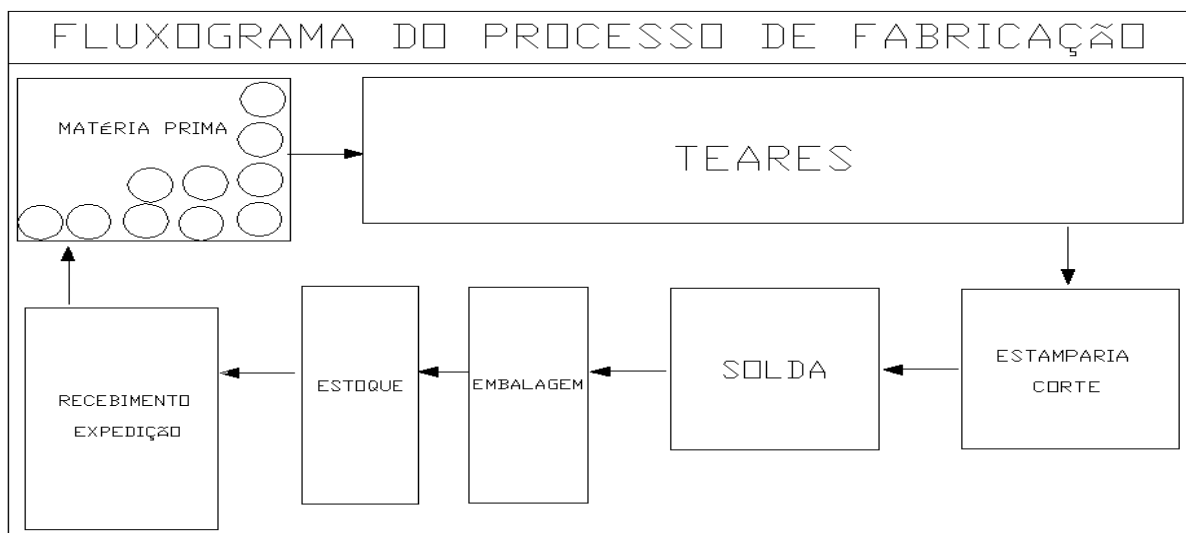 FLUXOGRAMA DO PROCESSO DE FABRICAÇÃO
MATÉRIA PRIMA
TEARES
ESTAMPARIA
CORTE
SOLDA
EMBALAGEM
ESTOQUE
RECEBIMENTO
EXPEDIÇÃO